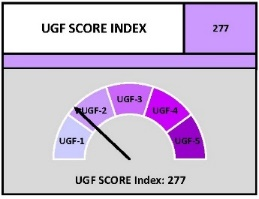 UGF SCORE INDEX 277
UGF-1 UGF-2 UGF-3 UGF-4 UGF-5
UGF SCORE Index: 277